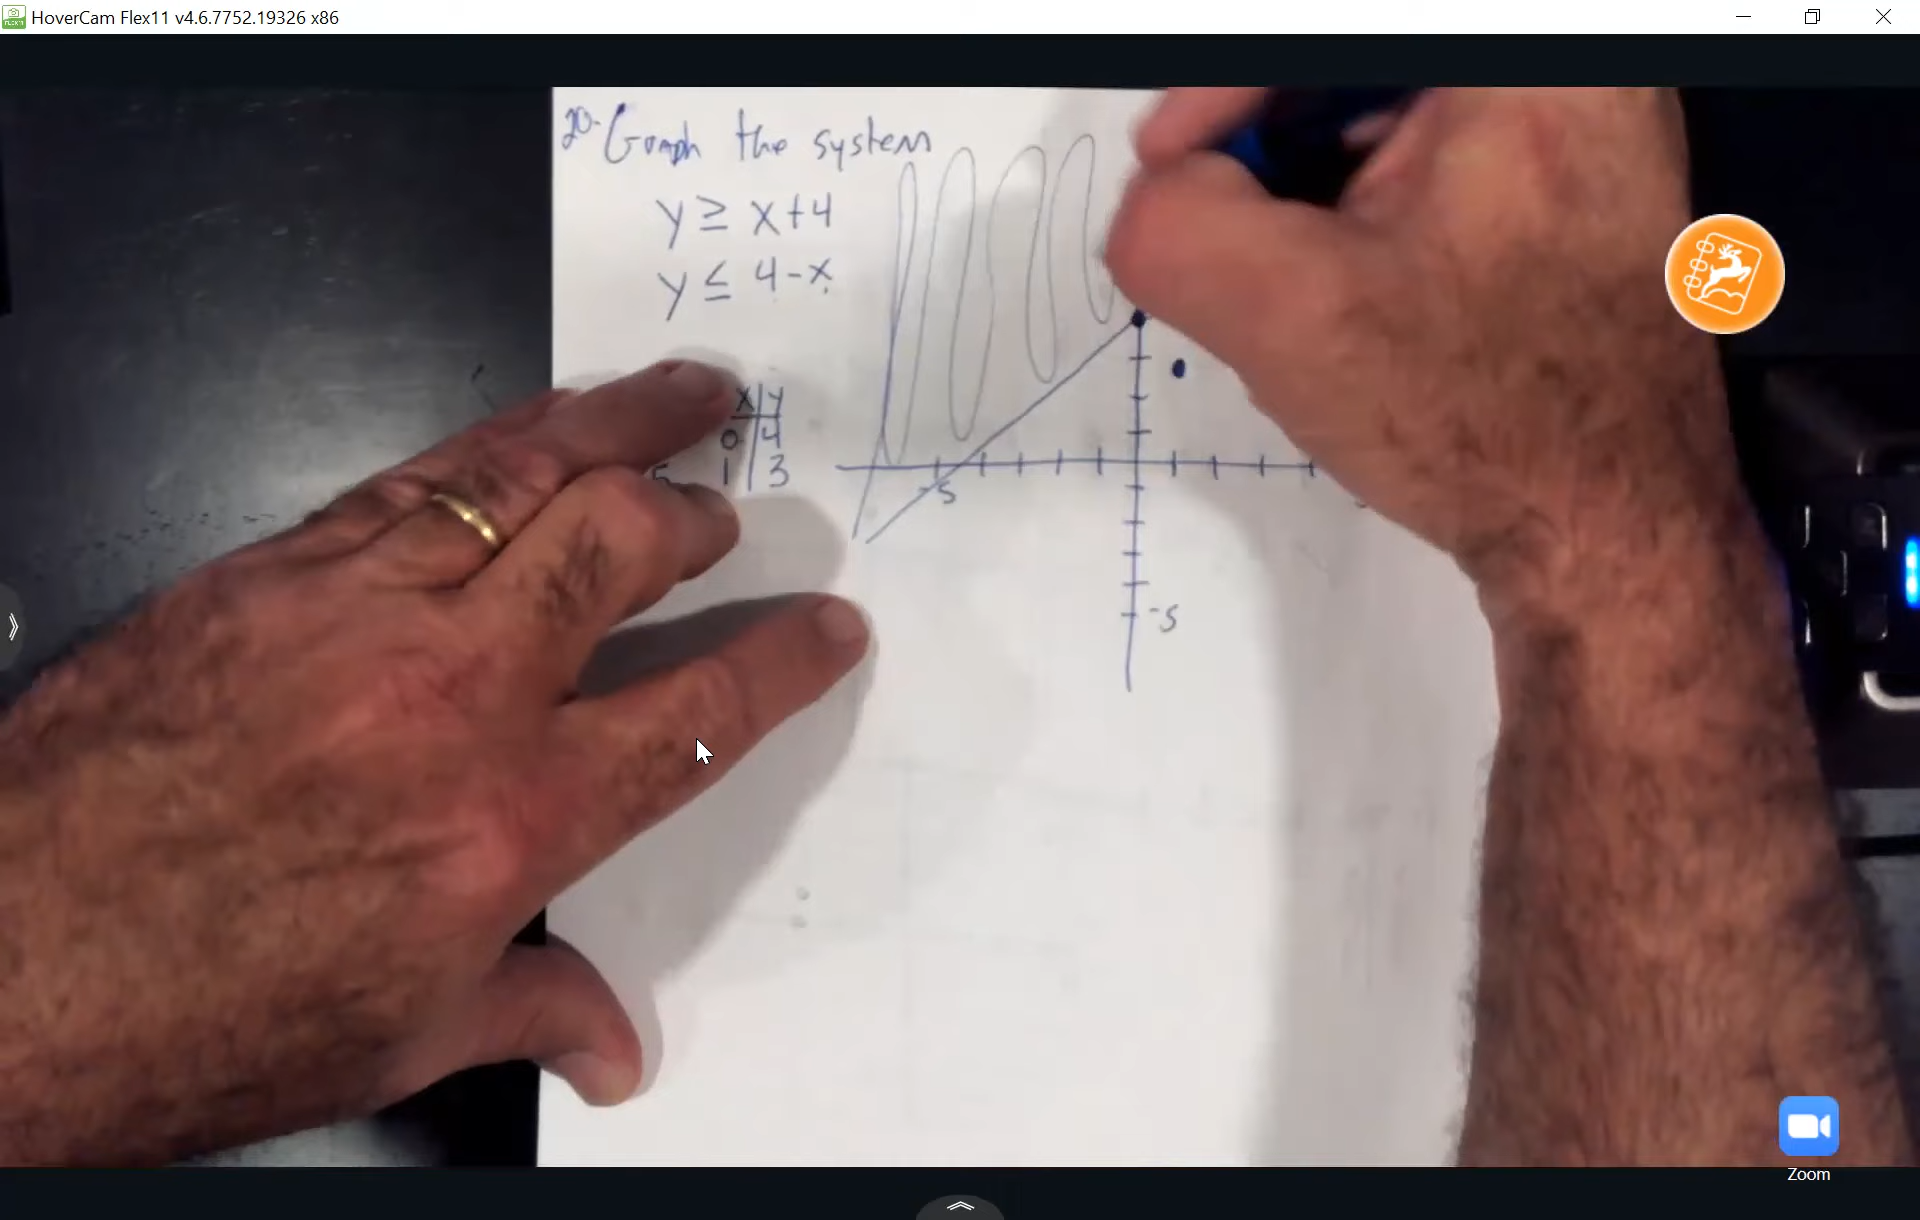 HoverCam Flex11 v4.6.7752.19326 x86
20. Graph the system
y ≥ x+4
y ≤ 4-x
x y
0 4
1 3
5
-5
-5
Zoom